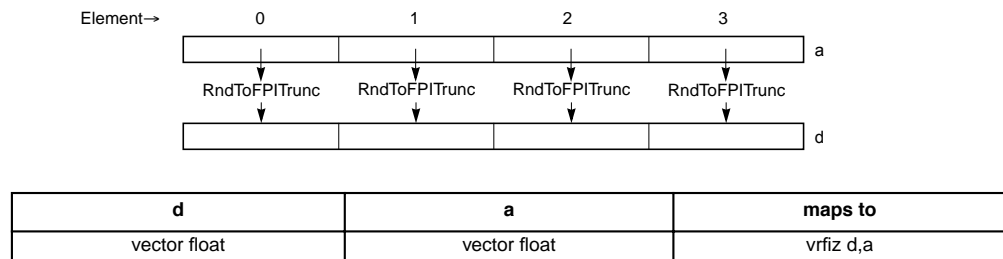 Element→ 0 1 2 3
a
RndToFPITrunc RndToFPITrunc RndToFPITrunc RndToFPITrunc
d
d a maps to
vector float vector float vrfiz d,a